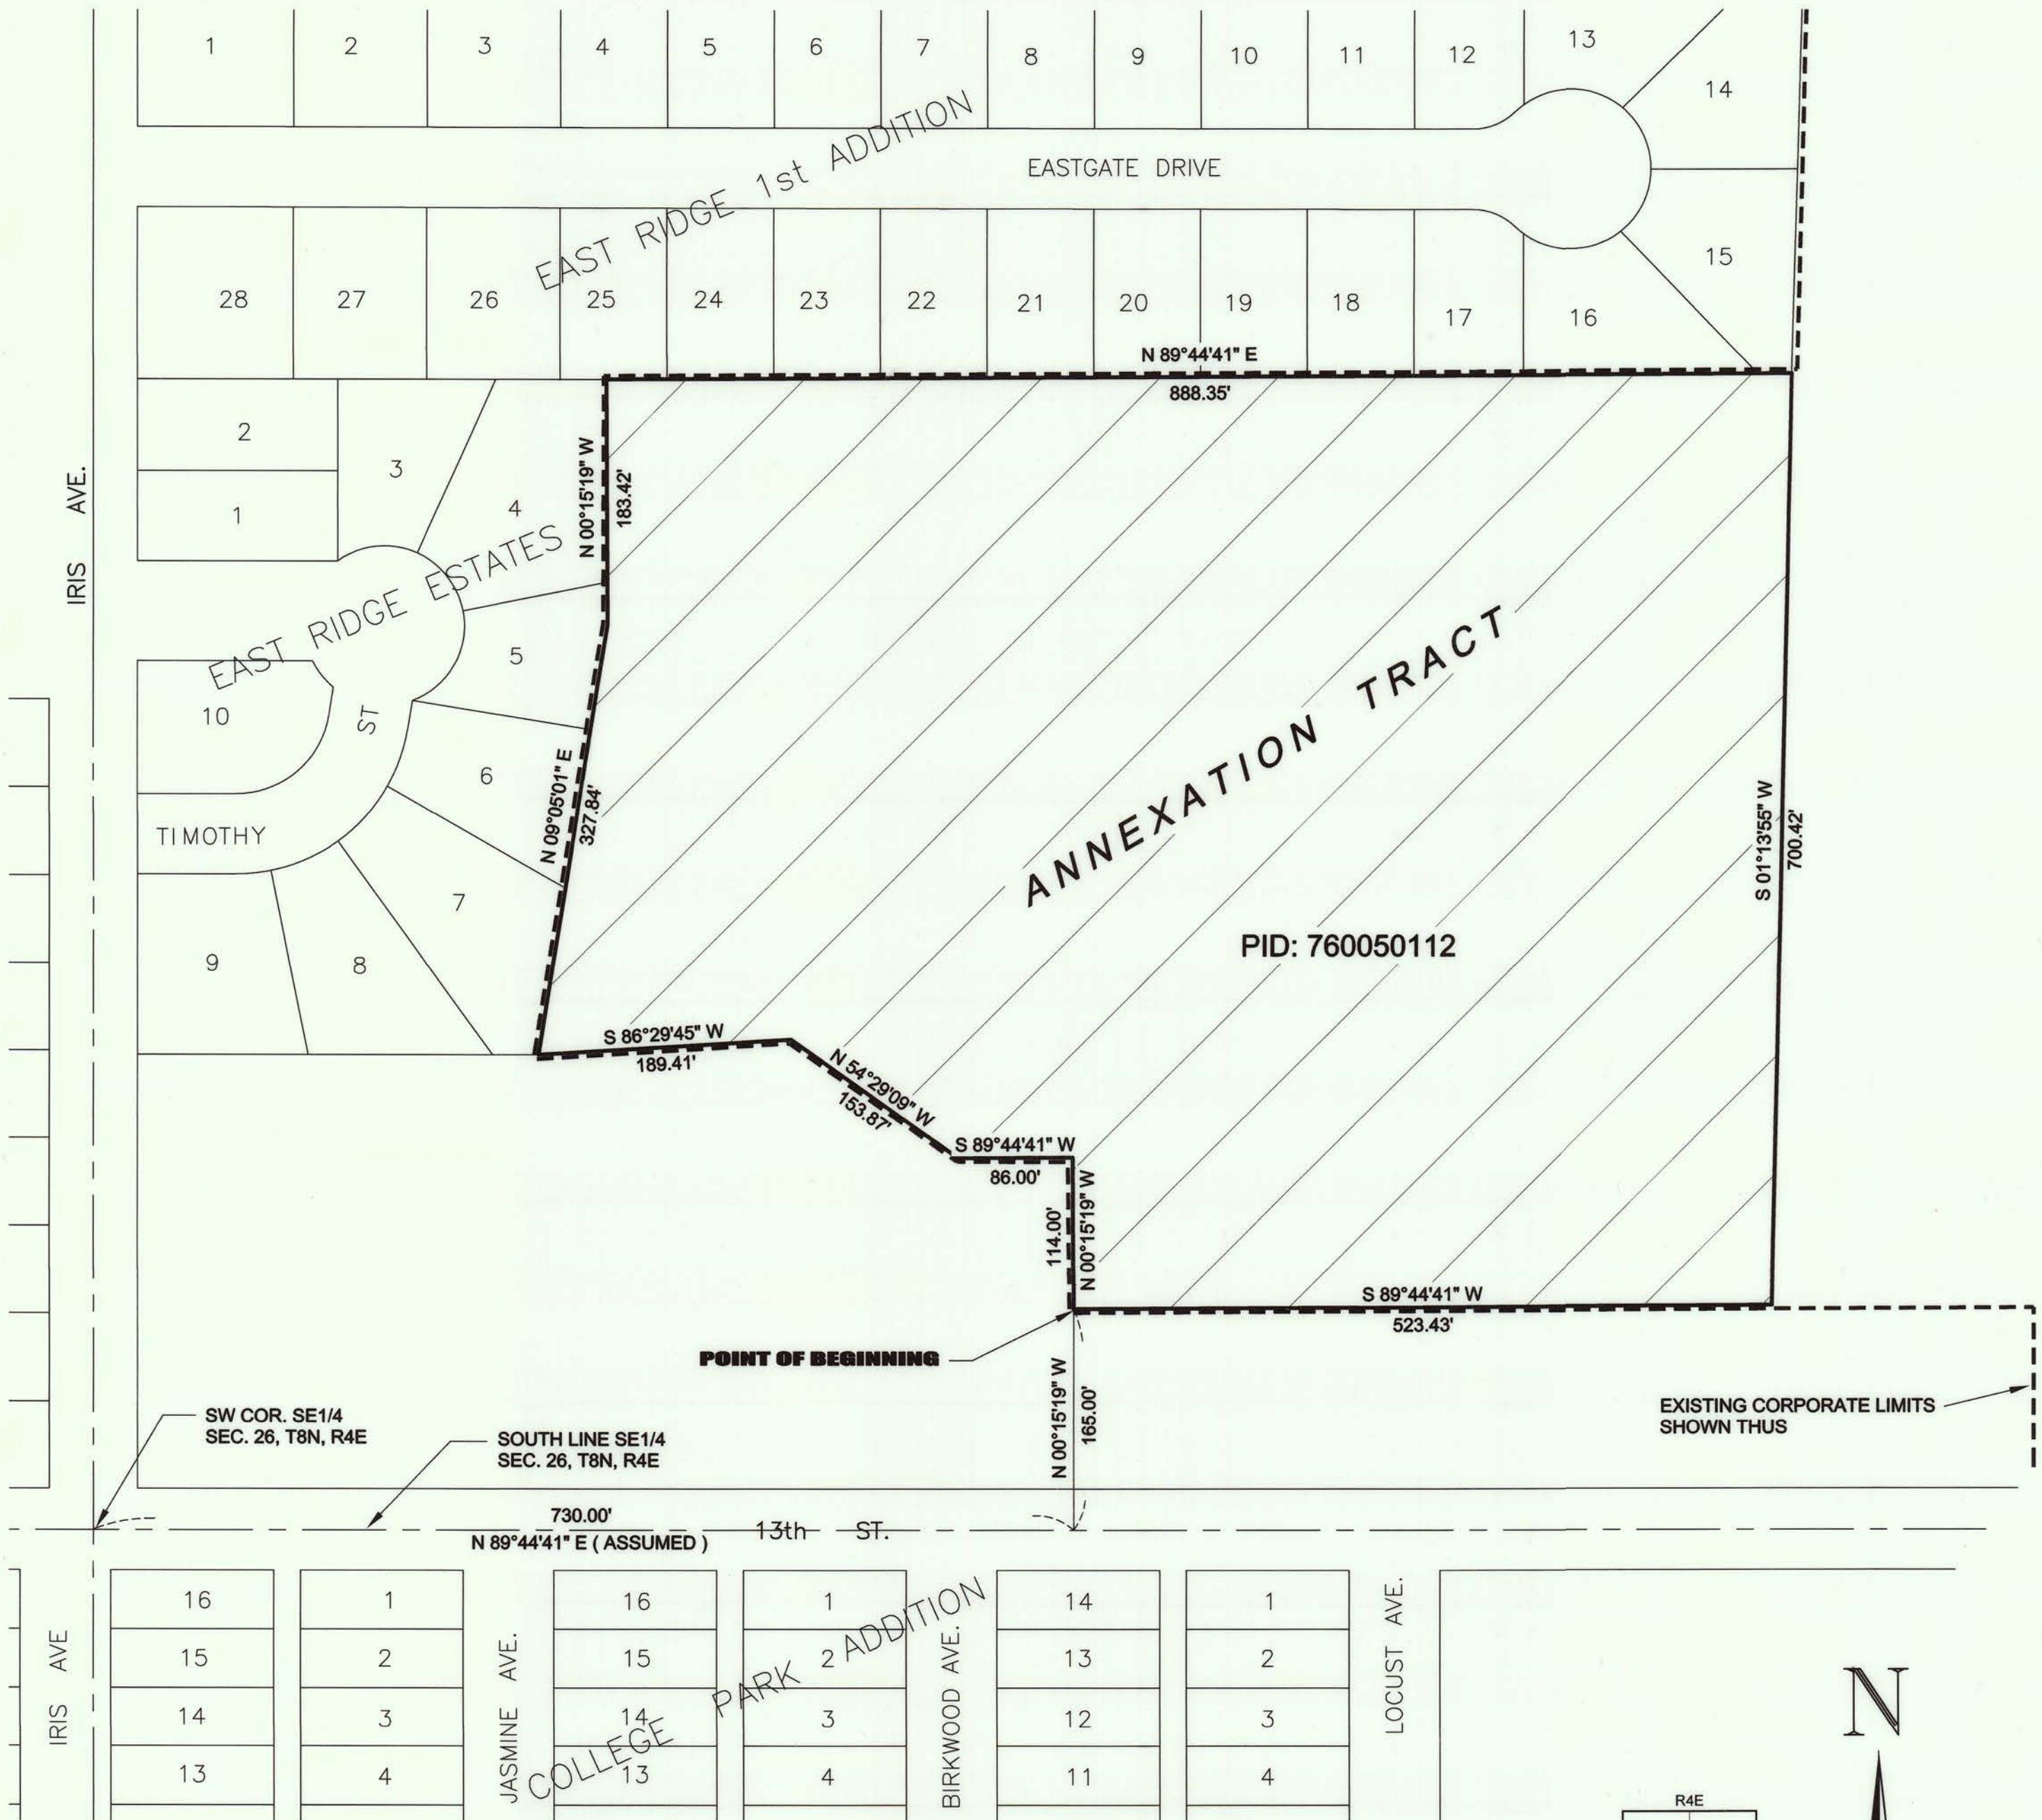 1 2 3 4 5 6 7 8 9 10 11 12 13
14
EAST RIDGE 1st ADDITION
EASTGATE DRIVE
15
28 27 26 25 24 23 22 21 20 19 18 17 16
N 89°44'41" E
888.35'
2
3
1
4
N 00°15'19" W
183.42'
IRIS AVE.
EAST RIDGE ESTATES
5
10
ST
6
TIMOTHY
N 09°05'01" E
327.84'
7
9
8
ANNEXATION TRACT
PID: 760050112
S 01°13'55" W
700.42'
S 86°29'45" W
189.41'
N 54°29'09" W
153.87'
S 89°44'41" W
86.00'
114.00'
N 00°15'19" W
S 89°44'41" W
523.43'
POINT OF BEGINNING
N 00°15'19" W
165.00'
EXISTING CORPORATE LIMITS
SHOWN THUS
SW COR. SE1/4
SEC. 26, T8N, R4E
SOUTH LINE SE1/4
SEC. 26, T8N, R4E
730.00'
N 89°44'41" E ( ASSUMED )
13th ST.
16 1 16 1 14 1
15 2 15 2 13 2
14 3 14 3 12 3
13 4 13 4 11 4
IRIS AVE
JASMINE AVE.
COLLEGE PARK ADDITION
BIRKWOOD AVE.
LOCUST AVE.
N
R4E